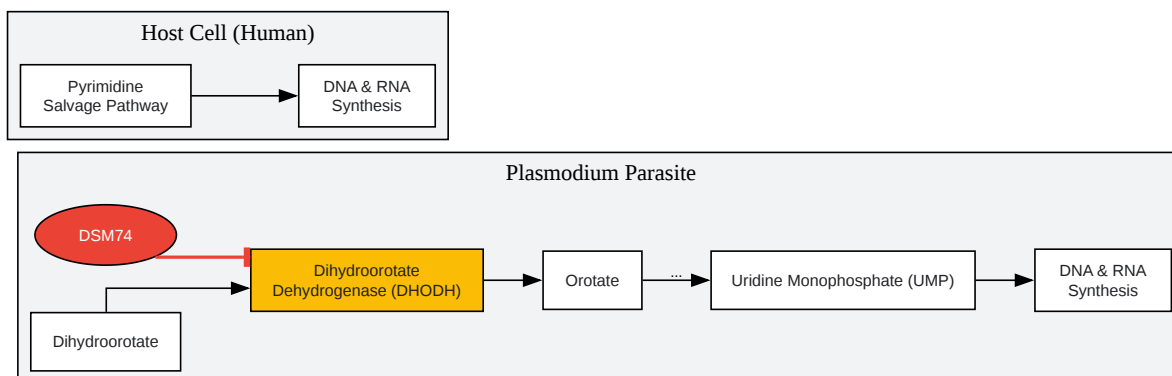 Host Cell (Human)
Pyrimidine
Salvage Pathway
DNA & RNA
Synthesis
Plasmodium Parasite
DSM74
Dihydroorotate
Dehydrogenase (DHODH)
Orotate
...
Uridine Monophosphate (UMP)
DNA & RNA
Synthesis
Dihydroorotate